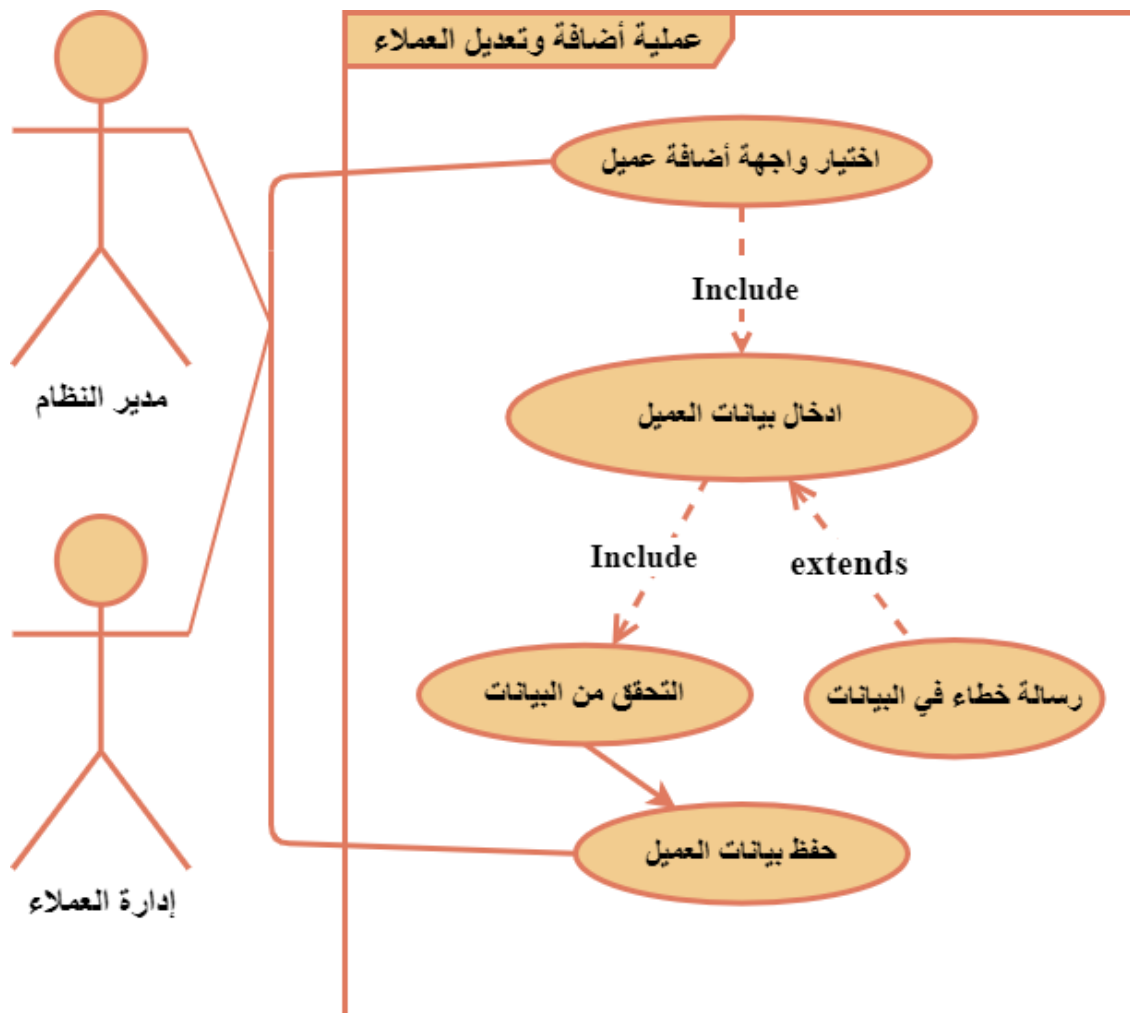 عملية أضافة وتعديل العملاء
اختيار واجهة أضافة عميل
Include
مدير النظام
ادخال بيانات العميل
Include
extends
التحقق من البيانات
رسالة خطاء في البيانات
حفظ بيانات العميل
إدارة العملاء